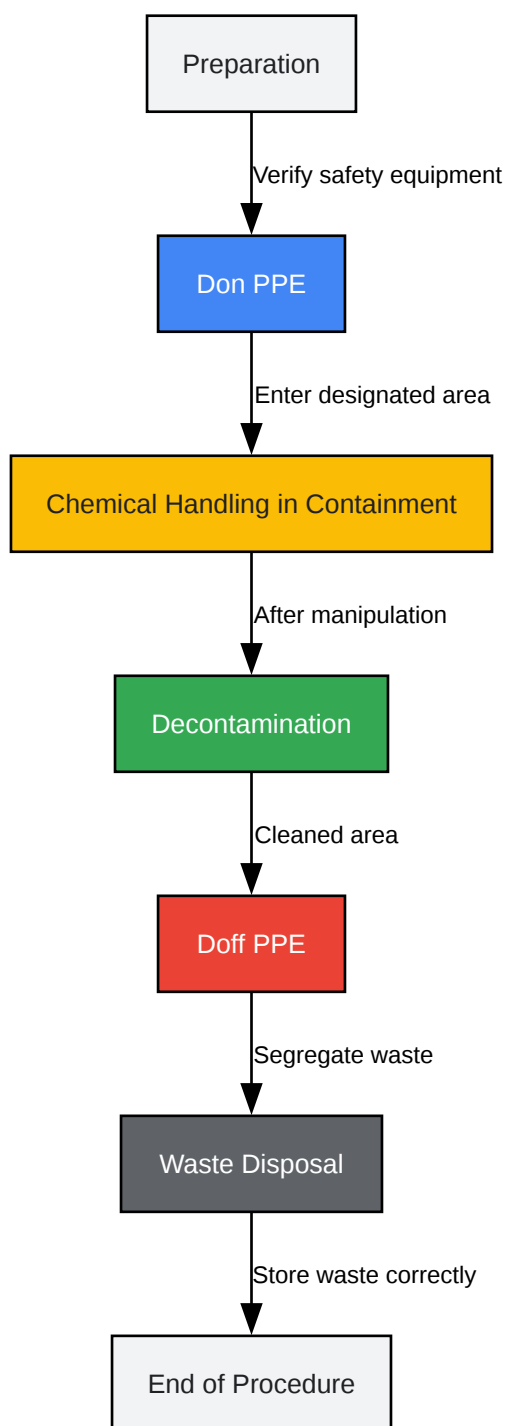 Preparation
Verify safety equipment
Don PPE
Enter designated area
Chemical Handling in Containment
After manipulation
Decontamination
Cleaned area
Doff PPE
Segregate waste
Waste Disposal
Store waste correctly
End of Procedure